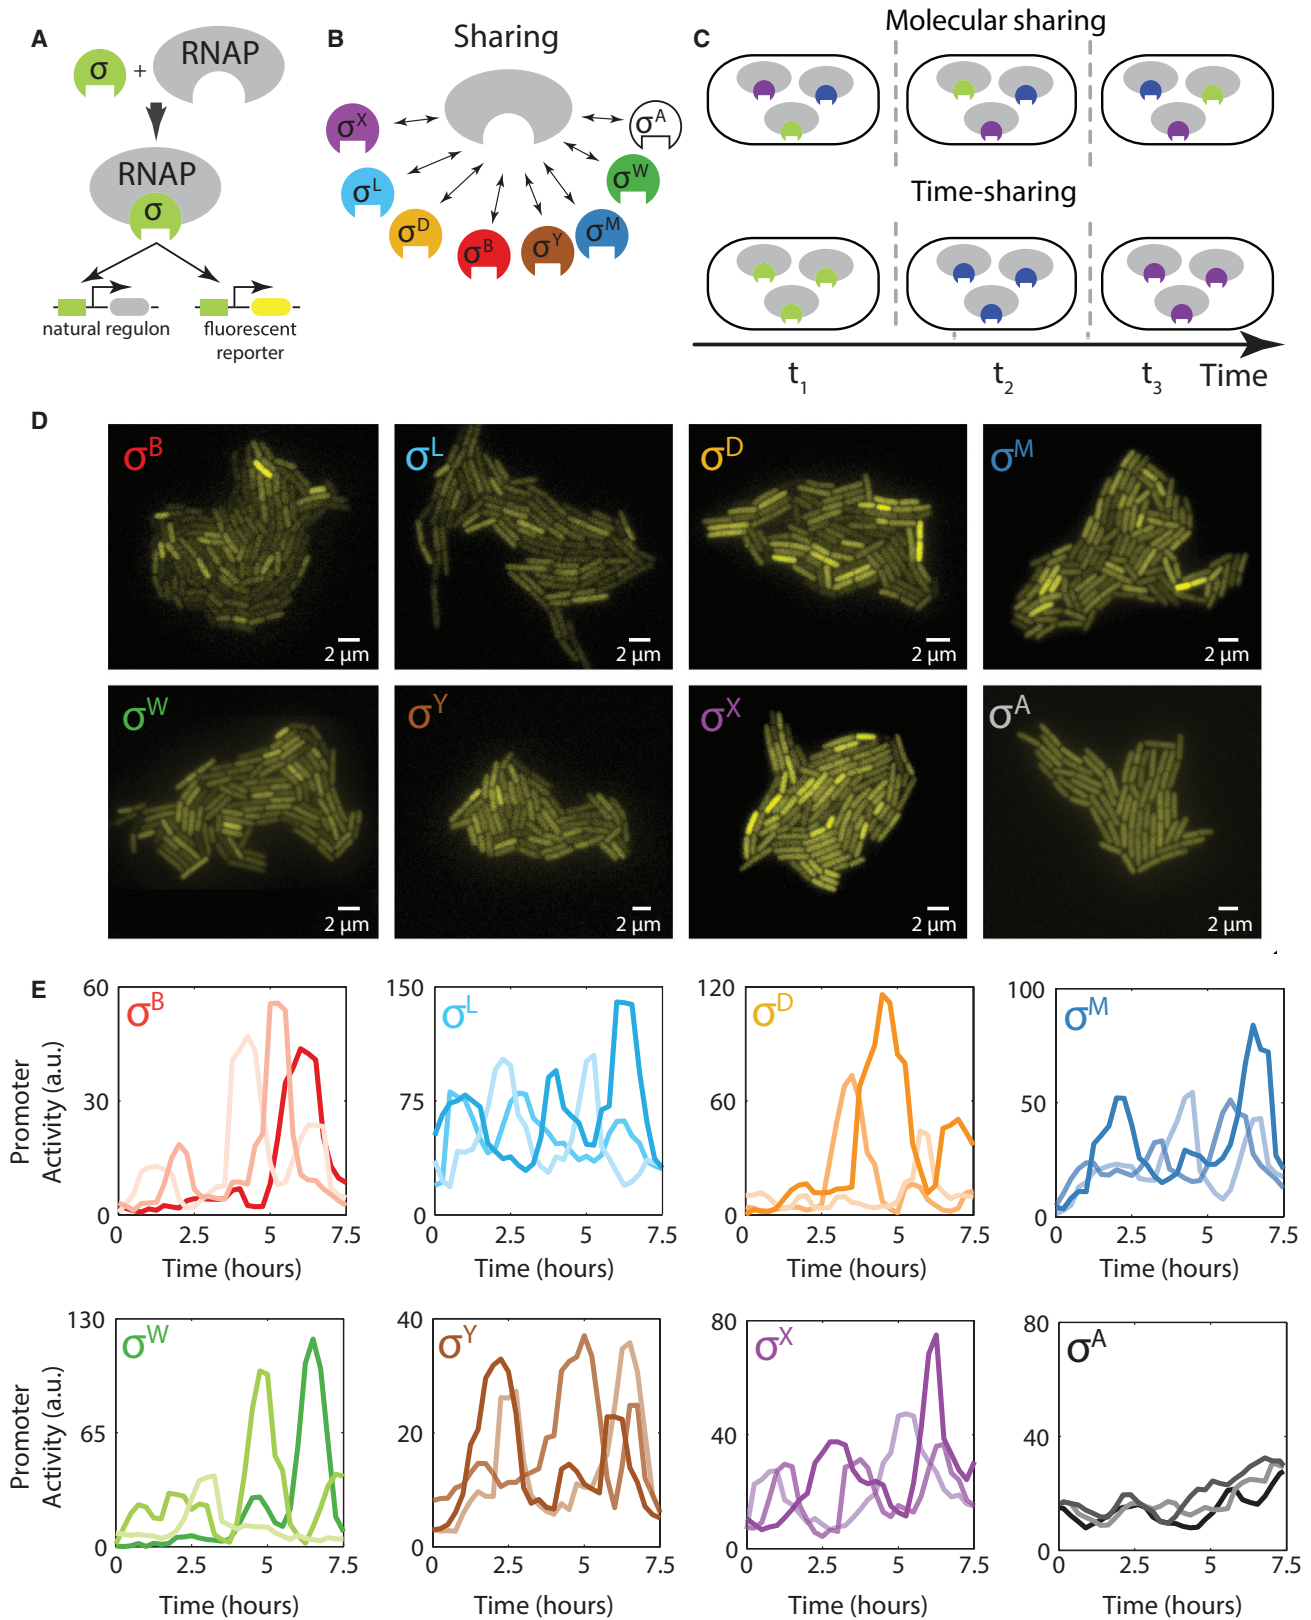 A
σ
+
RNAP
RNAP
σ
natural regulon
fluorescent
reporter
B
Sharing
σX
σL
σD
σB
σY
σM
σW
σA
C
Molecular sharing
Time-sharing
t1
t2
t3
Time
D
σB
2 μm
σL
2 μm
σD
2 μm
σM
2 μm
σW
2 μm
σY
2 μm
σX
2 μm
σA
2 μm
E
Promoter
Activity (a.u.)
60
30
0
σB
0 2.5 5 7.5
Time (hours)
150
75
0
σL
0 2.5 5 7.5
Time (hours)
120
60
0
σD
0 2.5 5 7.5
Time (hours)
100
50
0
σM
0 2.5 5 7.5
Time (hours)
Promoter
Activity (a.u.)
130
65
0
σW
0 2.5 5 7.5
Time (hours)
40
20
0
σY
0 2.5 5 7.5
Time (hours)
80
40
0
σX
0 2.5 5 7.5
Time (hours)
80
40
0
σA
0 2.5 5 7.5
Time (hours)